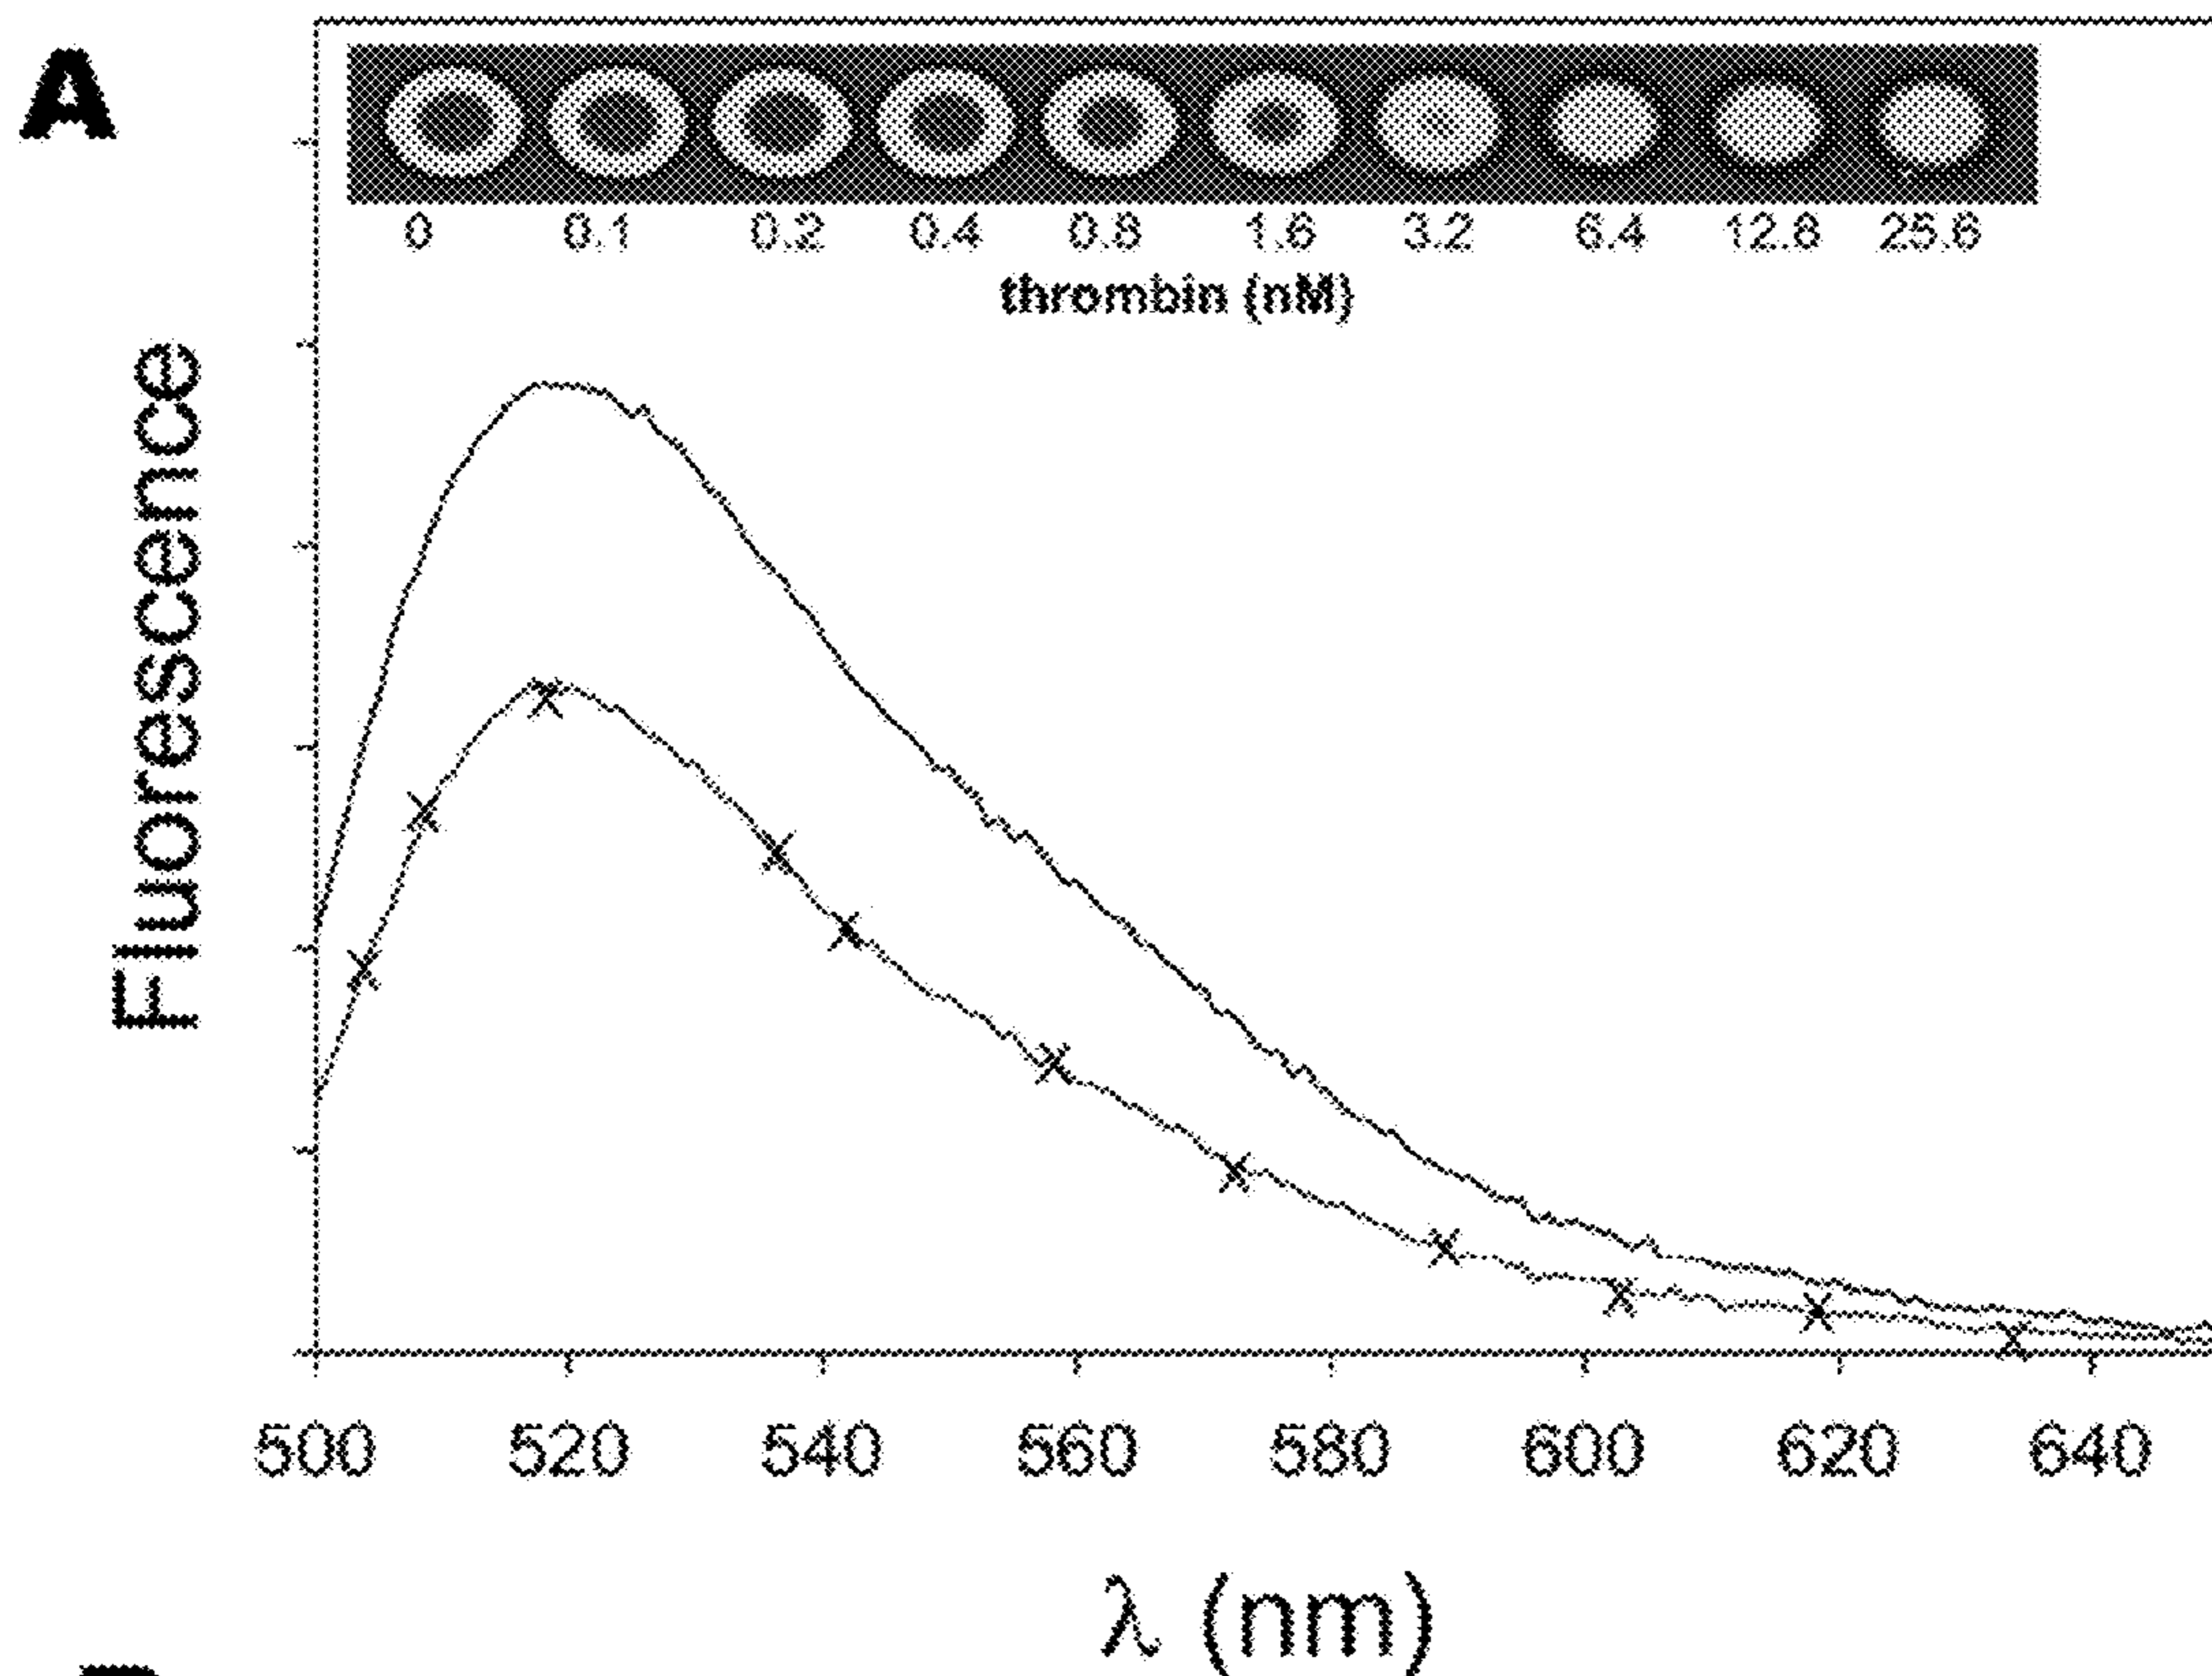 A
0 0.1 0.2 0.4 0.8 1.6 3.2 6.4 12.8 25.6
thrombin (nM)
Fluorescence
500 520 540 560 580 600 620 640
λ (nm)